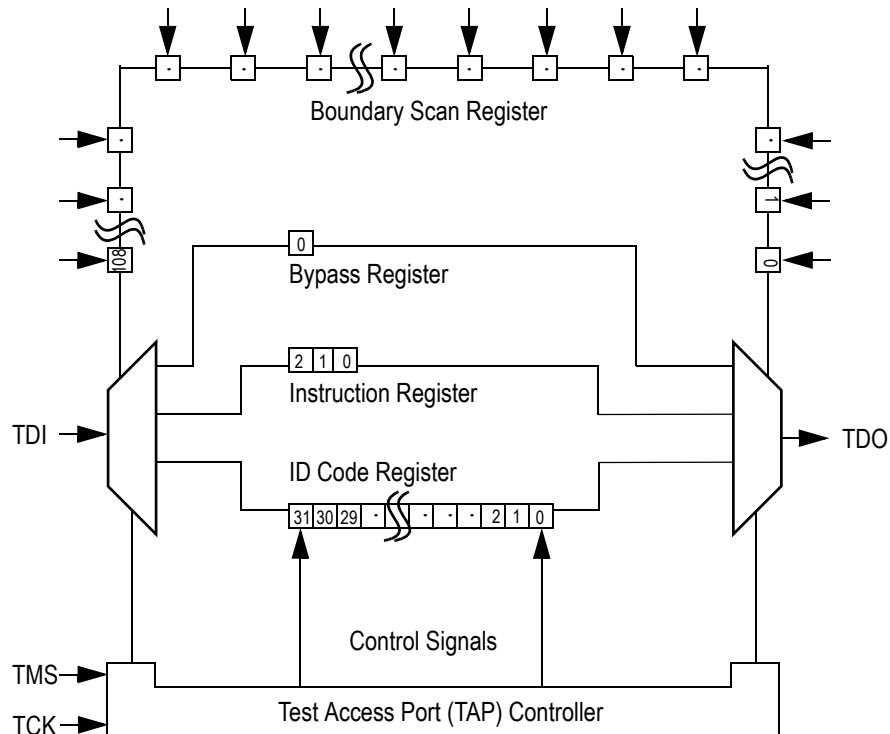 · · · · · · · ·
Boundary Scan Register
· ·
· 1
108 0
0
Bypass Register
2 1 0
Instruction Register
TDI TDO
ID Code Register
31 30 29 · · · · 2 1 0
Control Signals
TMS
Test Access Port (TAP) Controller
TCK